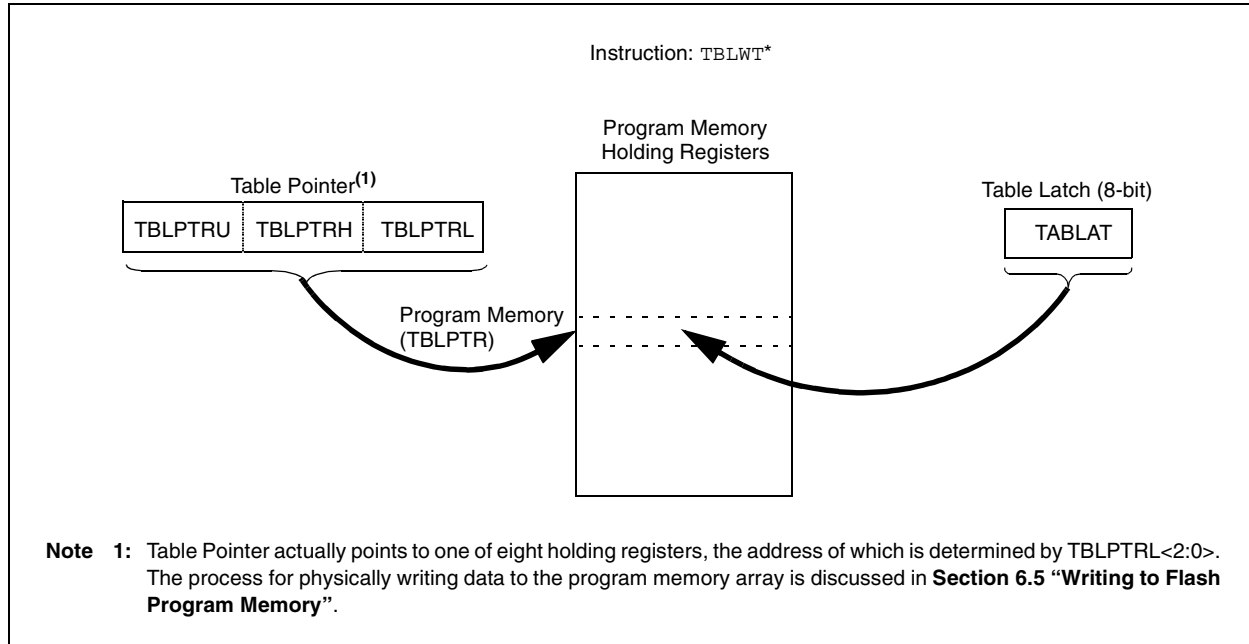 Instruction: TBLWT*
Program Memory
Holding Registers
Table Pointer(1)
Table Latch (8-bit)
TBLPTRU TBLPTRH TBLPTRL
TABLAT
Program Memory
(TBLPTR)
Note 1: Table Pointer actually points to one of eight holding registers, the address of which is determined by TBLPTRL<2:0>.
The process for physically writing data to the program memory array is discussed in Section 6.5 “Writing to Flash
Program Memory”.